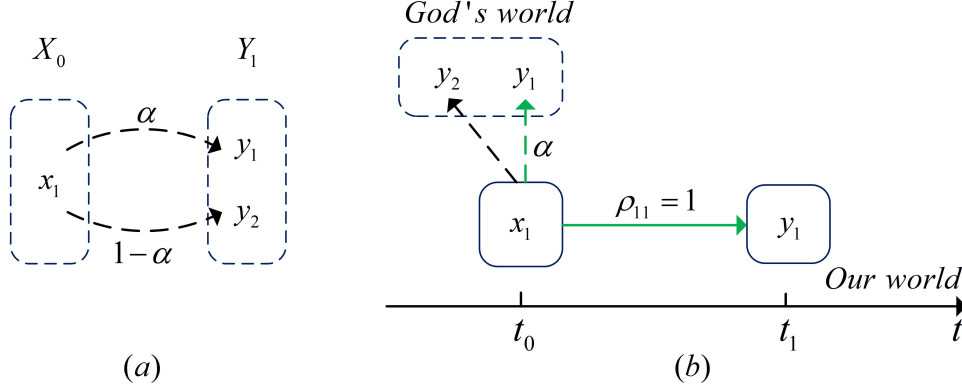 God's world
X₀ Y₁
y₂ y₁
α
y₁
α
x₁
y₂
x₁
ρ₁₁ = 1
y₁
1−α
Our world
t₀ t₁ t
(a) (b)